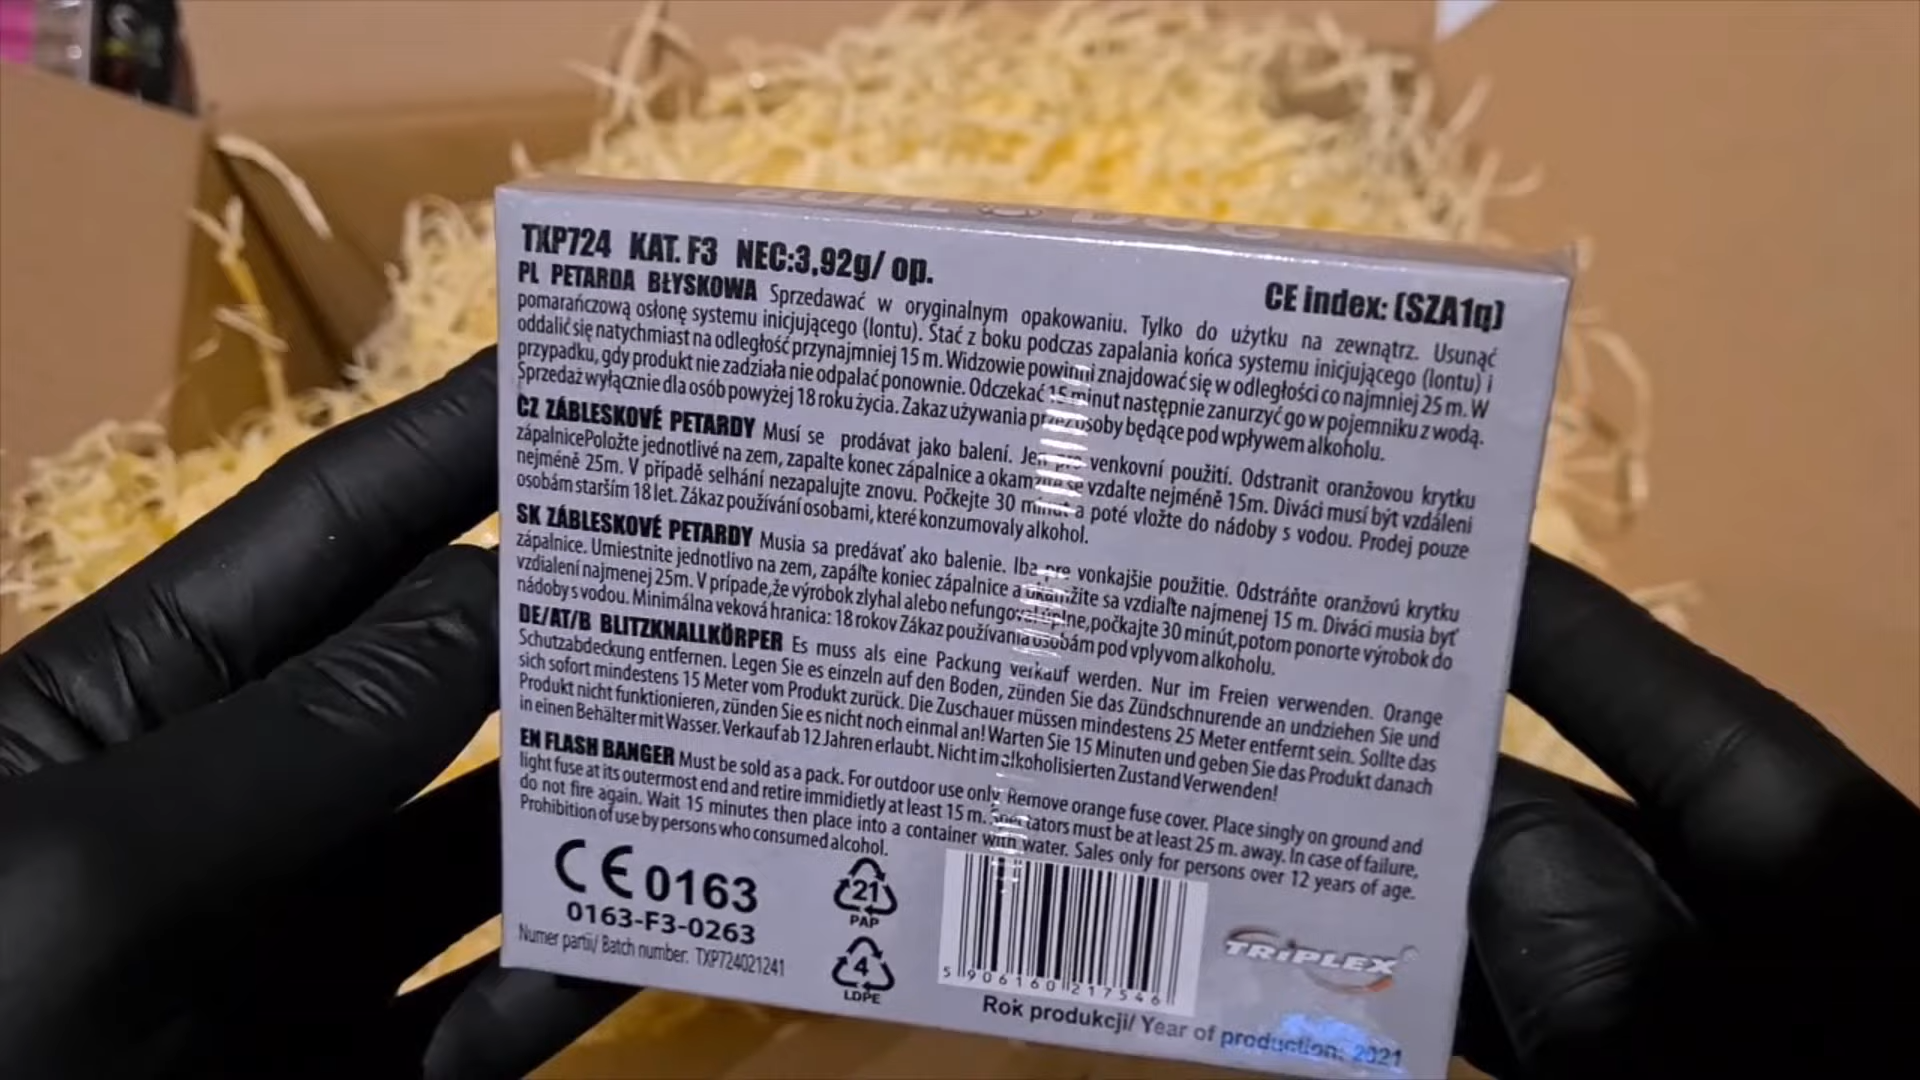 TXP724 KAT. F3 NEC:3,92g/ op.
CE index: (SZA1q)
PL PETARDA BŁYSKOWA Sprzedawać w oryginalnym opakowaniu. Tylko do użytku na zewnątrz. Usunąć
pomarańczową osłonę systemu inicjującego (lontu). Stać z boku podczas zapalania końca systemu inicjującego (lontu) i
oddalić się natychmiast na odległość przynajmniej 15 m. Widzowie powinni znajdować się w odległości co najmniej 25 m. W
przypadku, gdy produkt nie zadziała nie odpalać ponownie. Odczekać 15 minut następnie zanurzyć go w pojemniku z wodą.
Sprzedaż wyłącznie dla osób powyżej 18 roku życia. Zakaz używania przez osoby będące pod wpływem alkoholu.
CZ ZÁBLESKOVÉ PETARDY Musí se prodávat jako balení. Jen pro venkovní použití. Odstranit oranžovou krytku
zápalnicePoložte jednotlivé na zem, zapalte konec zápalnice a okamžite se vzdalte nejméně 15m. Diváci musí být vzdáleni
nejméně 25m. V případě selhání nezapalujte znovu. Počkejte 30 minut a poté vložte do nádoby s vodou. Prodej pouze
osobám starším 18 let. Zákaz používání osobami, které konzumovaly alkohol.
SK ZÁBLESKOVÉ PETARDY Musia sa predávať ako balenie. Iba pre vonkajšie použitie. Odstráňte oranžovú krytku
zápalnice. Umiestnite jednotlivo na zem, zapáľte koniec zápalnice a okamžite sa vzdiaľte najmenej 15 m. Diváci musia byť
vzdialení najmenej 25m. V prípade,že výrobok zlyhal alebo nefungoval úplne,počkajte 30 minút,potom ponorte výrobok do
nádoby s vodou. Minimálna veková hranica: 18 rokov Zákaz používania osobám pod vplyvom alkoholu.
DE/AT/B BLITZKNALLKÖRPER Es muss als eine Packung verkauf werden. Nur im Freien verwenden. Orange
Schutzabdeckung entfernen. Legen Sie es einzeln auf den Boden, zünden Sie das Zündschnurende an undziehen Sie und
sich sofort mindestens 15 Meter vom Produkt zurück. Die Zuschauer müssen mindestens 25 Meter entfernt sein. Sollte das
Produkt nicht funktionieren, zünden Sie es nicht noch einmal an! Warten Sie 15 Minuten und geben Sie das Produkt danach
in einen Behälter mit Wasser. Verkauf ab 12 Jahren erlaubt. Nicht im alkoholisierten Zustand Verwenden!
EN FLASH BANGER Must be sold as a pack. For outdoor use only. Remove orange fuse cover. Place singly on ground and
light fuse at its outermost end and retire immidietly at least 15 m. Spectators must be at least 25 m. away. In case of failure,
do not fire again. Wait 15 minutes then place into a container with water. Sales only for persons over 12 years of age.
Prohibition of use by persons who consumed alcohol.
CE 0163
0163-F3-0263
Numer partii/ Batch number. TXP724021241
21
PAP
4
LDPE
5 906160 217546
TRIPLEX®
Rok produkcji/ Year of production: 2021